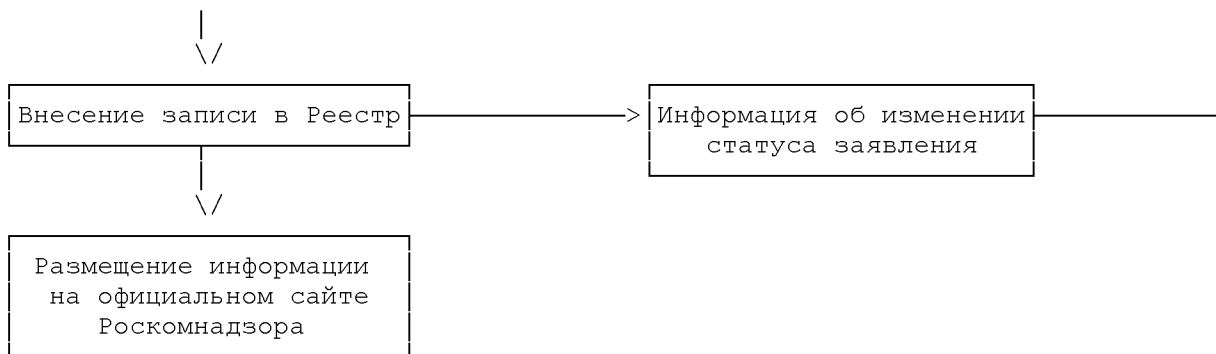 Внесение записи в Реестр
Информация об изменении
статуса заявления
Размещение информации
на официальном сайте
Роскомнадзора